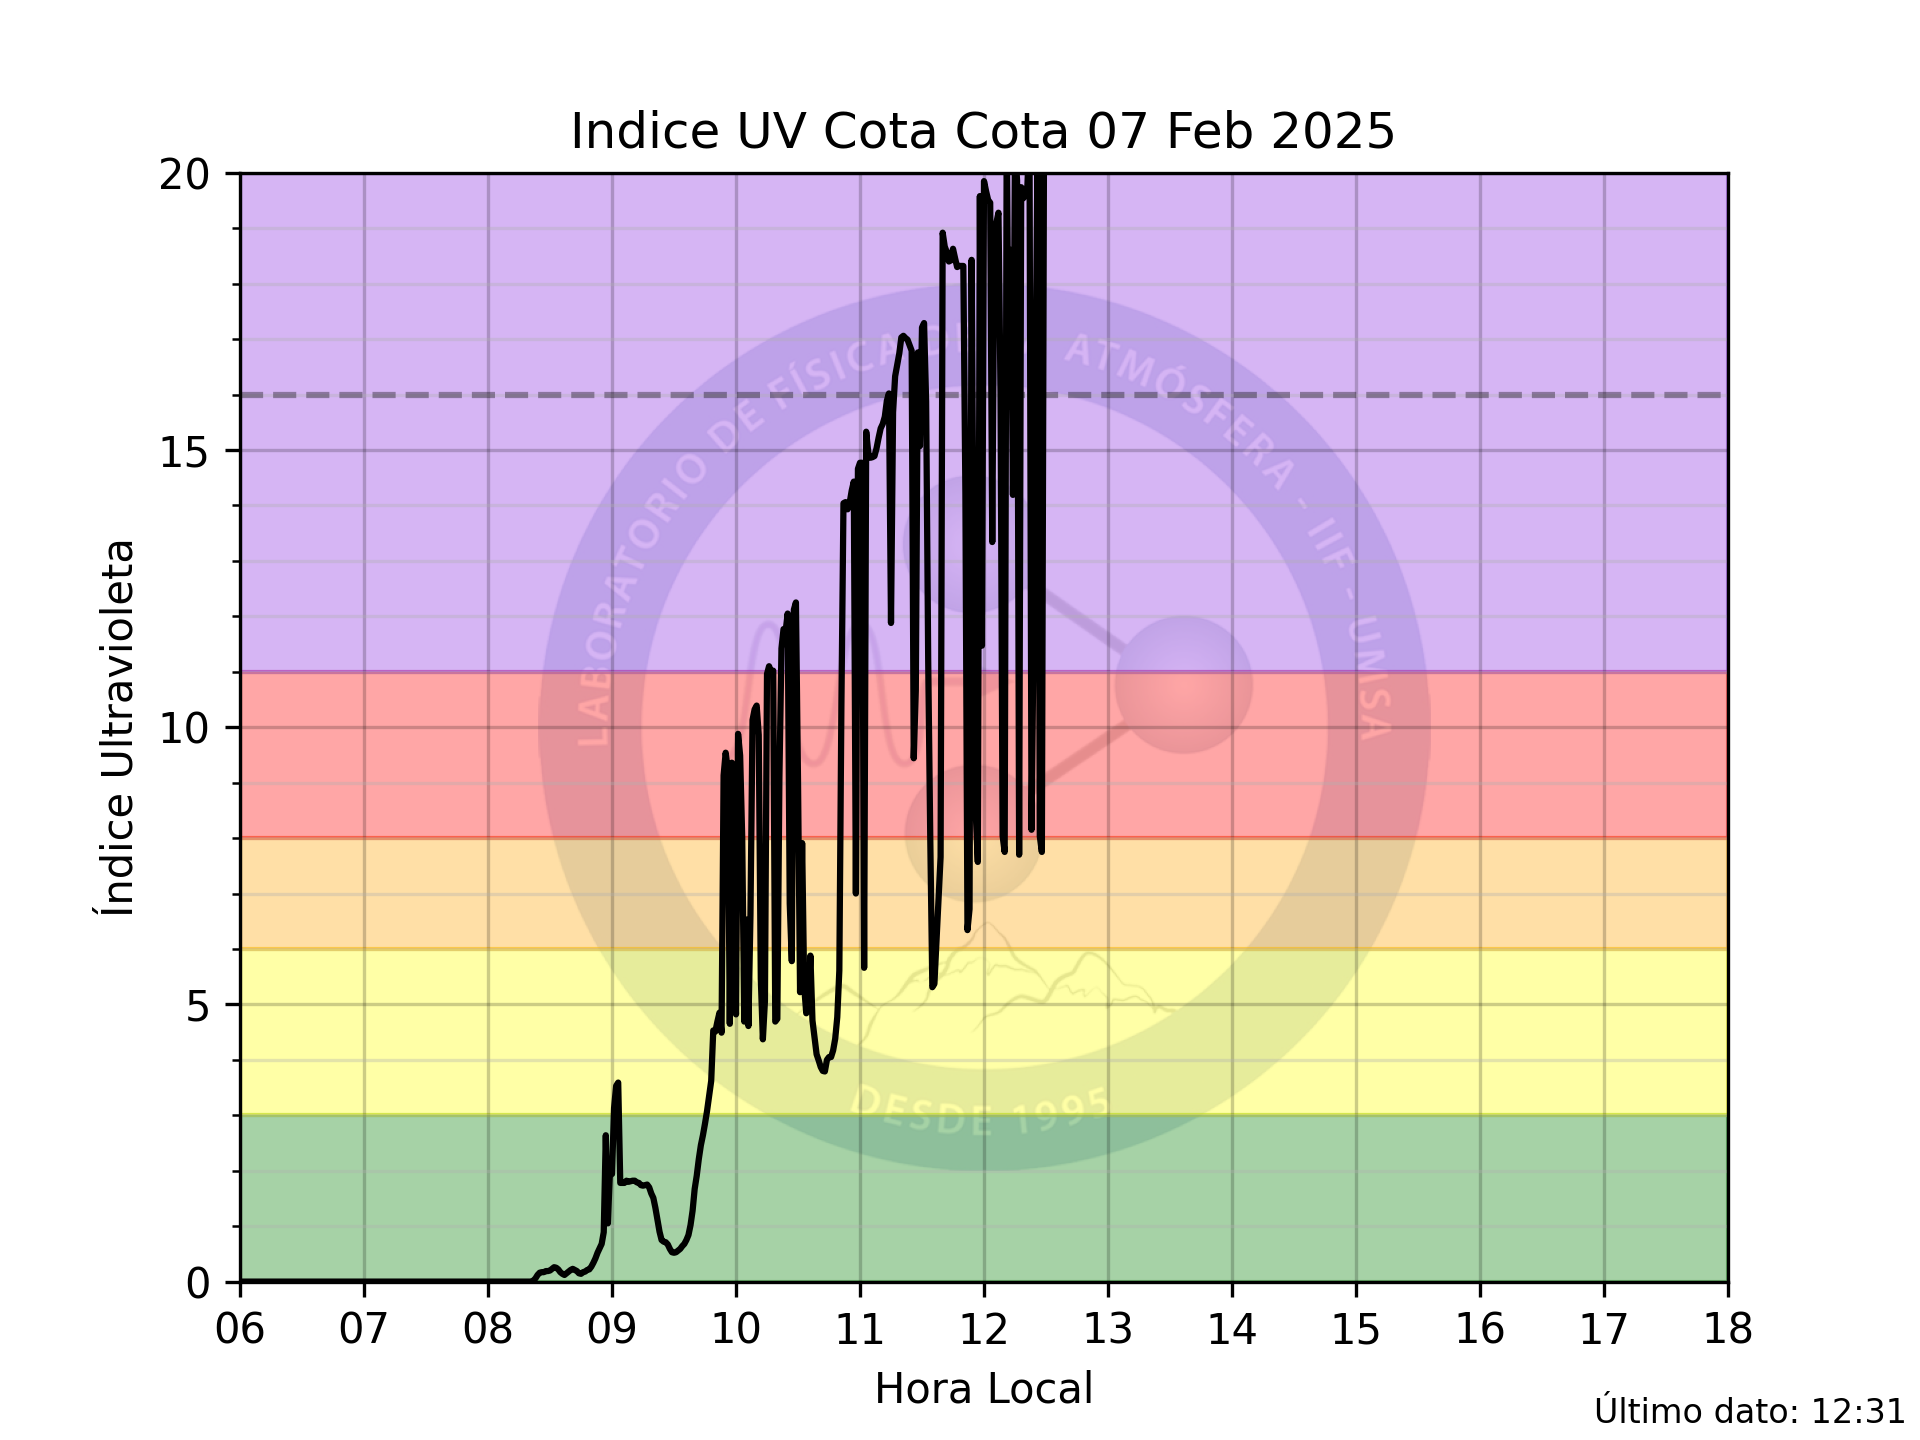 Indice UV Cota Cota 07 Feb 2025
20
15
10
5
0
Índice Ultravioleta
LABORATORIO DE FÍSICA DE ATMÓSFERA - IIF - UMSA
DESDE 1995
06 07 08 09 10 11 12 13 14 15 16 17 18
Hora Local
Último dato: 12:31